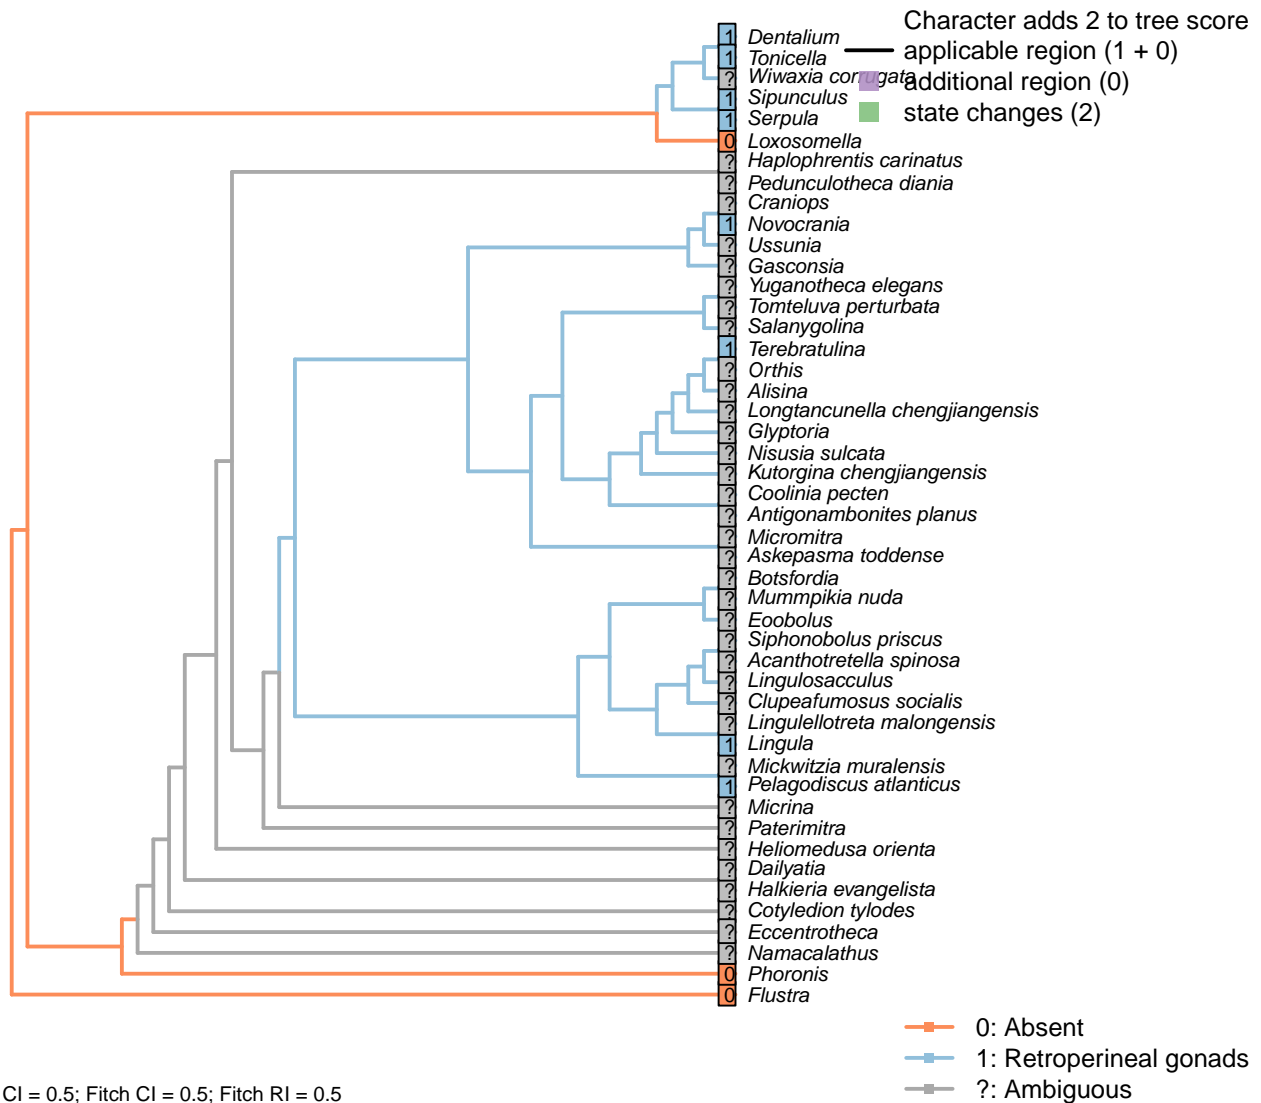 Character adds 2 to tree score
applicable region (1 + 0)
additional region (0)
state changes (2)
1 Dentalium
1 Tonicella
? Wiwaxia corrugata
1 Sipunculus
1 Serpula
0 Loxosomella
? Haplophrentis carinatus
? Pedunculotheca diania
? Craniops
1 Novocrania
? Ussunia
? Gasconsia
? Yuganotheca elegans
? Tomteluva perturbata
? Salanygolina
1 Terebratulina
? Orthis
? Alisina
? Longtancunella chengjiangensis
? Glyptoria
? Nisusia sulcata
? Kutorgina chengjiangensis
? Coolinia pecten
? Antigonambonites planus
? Micromitra
? Askepasma toddense
? Botsfordia
? Mummpikia nuda
? Eoobolus
? Siphonobolus priscus
? Acanthotretella spinosa
? Lingulosacculus
? Clupeafumosus socialis
? Lingulellotreta malongensis
1 Lingula
? Mickwitzia muralensis
1 Pelagodiscus atlanticus
? Micrina
? Paterimitra
? Heliomedusa orienta
? Dailyatia
? Halkieria evangelista
? Cotyledion tylodes
? Eccentrotheca
? Namacalathus
0 Phoronis
0 Flustra
0: Absent
1: Retroperineal gonads
?: Ambiguous
CI = 0.5; Fitch CI = 0.5; Fitch RI = 0.5